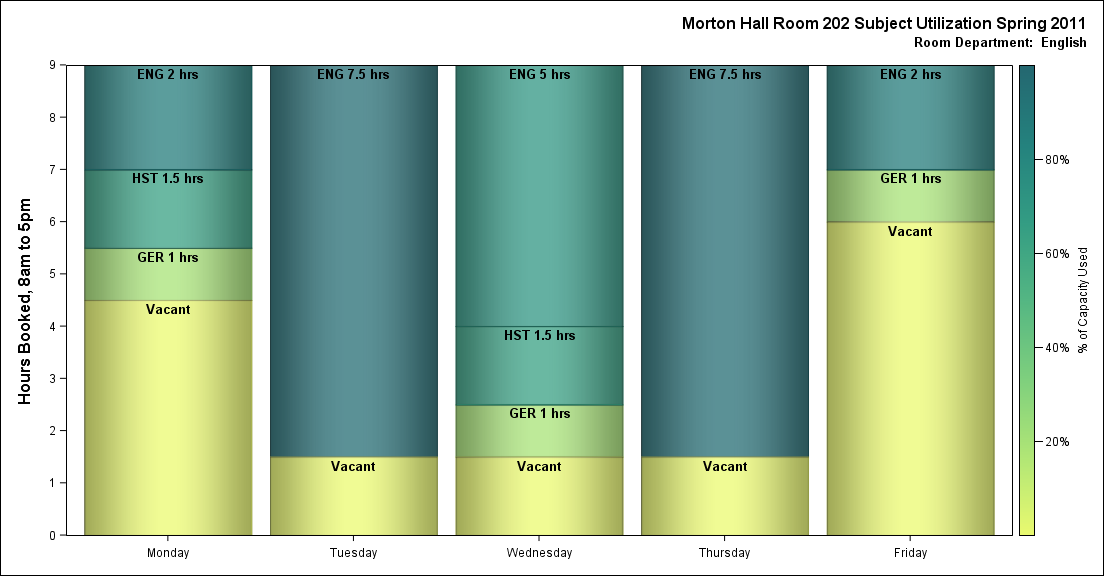 Morton Hall Room 202 Subject Utilization Spring 2011
Room Department: English
Hours Booked, 8am to 5pm
9
8
7
6
5
4
3
2
1
0
ENG 2 hrs
HST 1.5 hrs
GER 1 hrs
Vacant
ENG 7.5 hrs
Vacant
ENG 5 hrs
HST 1.5 hrs
GER 1 hrs
Vacant
ENG 7.5 hrs
Vacant
ENG 2 hrs
GER 1 hrs
Vacant
Monday
Tuesday
Wednesday
Thursday
Friday
80%
60%
40%
20%
% of Capacity Used